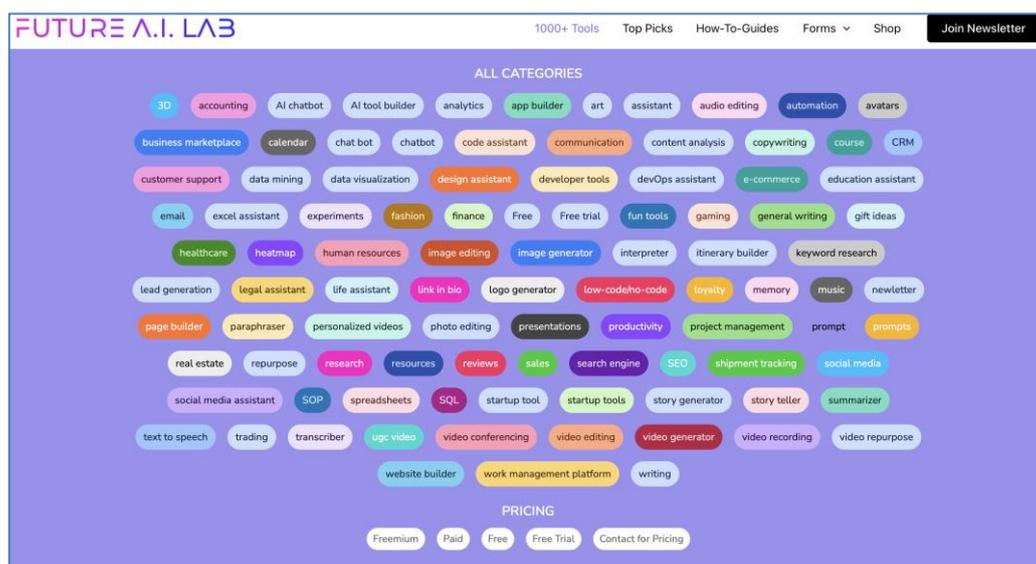 FUTURE A.I. LAB 1000+ Tools Top Picks How-To-Guides Forms Shop Join Newsletter
ALL CATEGORIES
3D accounting AI chatbot AI tool builder analytics app builder art assistant audio editing automation avatars
business marketplace calendar chat bot chatbot code assistant communication content analysis copywriting course CRM
customer support data mining data visualization design assistant developer tools devOps assistant e-commerce education assistant
email excel assistant experiments fashion finance Free Free trial fun tools gaming general writing gift ideas
healthcare heatmap human resources image editing image generator interpreter itinerary builder keyword research
lead generation legal assistant life assistant link in bio logo generator low-code/no-code loyalty memory music newletter
page builder paraphraser personalized videos photo editing presentations productivity project management prompt prompts
real estate repurpose research resources reviews sales search engine SEO shipment tracking social media
social media assistant SOP spreadsheets SQL startup tool startup tools story generator story teller summarizer
text to speech trading transcriber ugc video video conferencing video editing video generator video recording video repurpose
website builder work management platform writing
PRICING
Freemium Paid Free Free Trial Contact for Pricing